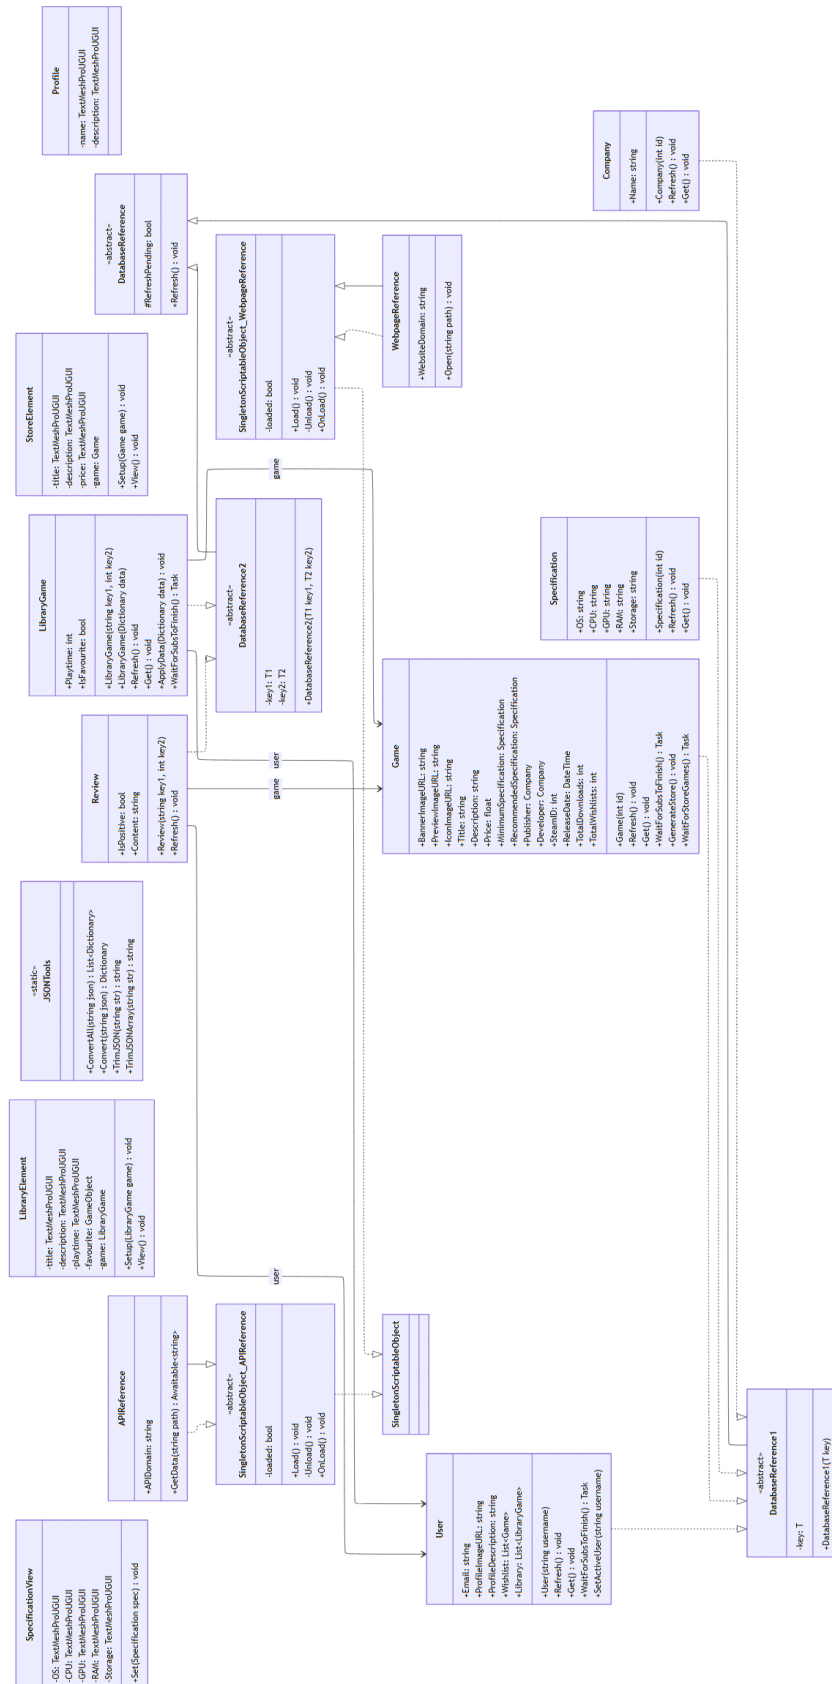 SpecificationView
-OS: TextMeshProUGUI
-CPU: TextMeshProUGUI
-GPU: TextMeshProUGUI
-RAM: TextMeshProUGUI
-Storage: TextMeshProUGUI
+Set(Specification spec) : void
APIReference
+APIDomain: string
+GetData(string path) : Awaitable<string>
LibraryElement
-title: TextMeshProUGUI
-description: TextMeshProUGUI
-playtime: TextMeshProUGUI
-favourite: GameObject
-game: LibraryGame
+Setup(LibraryGame game) : void
+View() : void
«static»
JSONTools
+ConvertAll(string json) : List<Dictionary>
+Convert(string json) : Dictionary
+TrimJSON(string str) : string
+TrimJSONArray(string str) : string
Review
+IsPositive: bool
+Content: string
+Review(string key1, int key2)
+Refresh() : void
LibraryGame
+Playtime: int
+IsFavourite: bool
+LibraryGame(string key1, int key2)
+LibraryGame(Dictionary data)
+Refresh() : void
+Get() : void
+ApplyData(Dictionary data) : void
+WaitForSubsToFinish() : Task
StoreElement
-title: TextMeshProUGUI
-description: TextMeshProUGUI
-price: TextMeshProUGUI
-game: Game
+Setup(Game game) : void
+View() : void
«abstract»
DatabaseReference
#RefreshPending: bool
+Refresh() : void
Profile
-name: TextMeshProUGUI
-description: TextMeshProUGUI
«abstract»
SingletonScriptableObject_APIReference
-loaded: bool
+Load() : void
-Unload() : void
+OnLoad() : void
user
game
user
game
«abstract»
DatabaseReference2
-key1: T1
-key2: T2
+DatabaseReference2(T1 key1, T2 key2)
«abstract»
SingletonScriptableObject_WebpageReference
-loaded: bool
+Load() : void
-Unload() : void
+OnLoad() : void
User
+Email: string
+ProfileImageURL: string
+ProfileDescription: string
+Wishlist: List<Game>
+Library: List<LibraryGame>
+User(string username)
+Refresh() : void
+Get() : void
+WaitForSubsToFinish() : Task
+SetActiveUser(string username)
SingletonScriptableObject
Game
+BannerImageURL: string
+PreviewImageURL: string
+IconImageURL: string
+Title: string
+Description: string
+Price: float
+MinimumSpecification: Specification
+RecommendedSpecification: Specification
+Publisher: Company
+Developer: Company
+SteamID: int
+ReleaseDate: DateTime
+TotalDownloads: int
+TotalWishlists: int
+Game(int id)
+Refresh() : void
+Get() : void
+WaitForSubsToFinish() : Task
+GenerateStore() : void
+WaitForStoreGames() : Task
WebpageReference
+WebsiteDomain: string
+Open(string path) : void
Specification
+OS: string
+CPU: string
+GPU: string
+RAM: string
+Storage: string
+Specification(int id)
+Refresh() : void
+Get() : void
Company
+Name: string
+Company(int id)
+Refresh() : void
+Get() : void
«abstract»
DatabaseReference1
-key: T
+DatabaseReference1(T key)